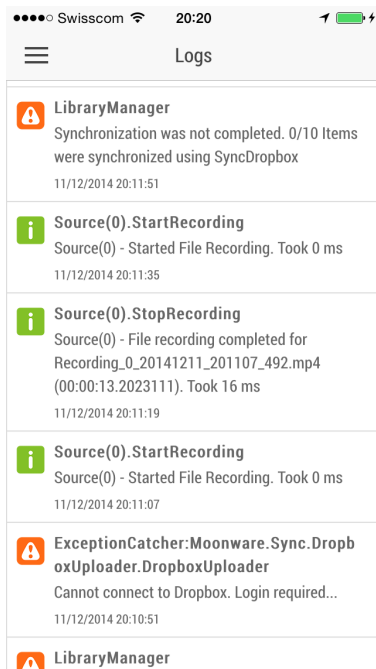 Swisscom 20:20
Logs
LibraryManager
Synchronization was not completed. 0/10 Items
were synchronized using SyncDropbox
11/12/2014 20:11:51
Source(0).StartRecording
Source(0) - Started File Recording. Took 0 ms
11/12/2014 20:11:35
Source(0).StopRecording
Source(0) - File recording completed for
Recording_0_20141211_201107_492.mp4
(00:00:13.2023111). Took 16 ms
11/12/2014 20:11:19
Source(0).StartRecording
Source(0) - Started File Recording. Took 0 ms
11/12/2014 20:11:07
ExceptionCatcher:Moonware.Sync.Dropb
oxUploader.DropboxUploader
Cannot connect to Dropbox. Login required...
11/12/2014 20:10:51
LibraryManager